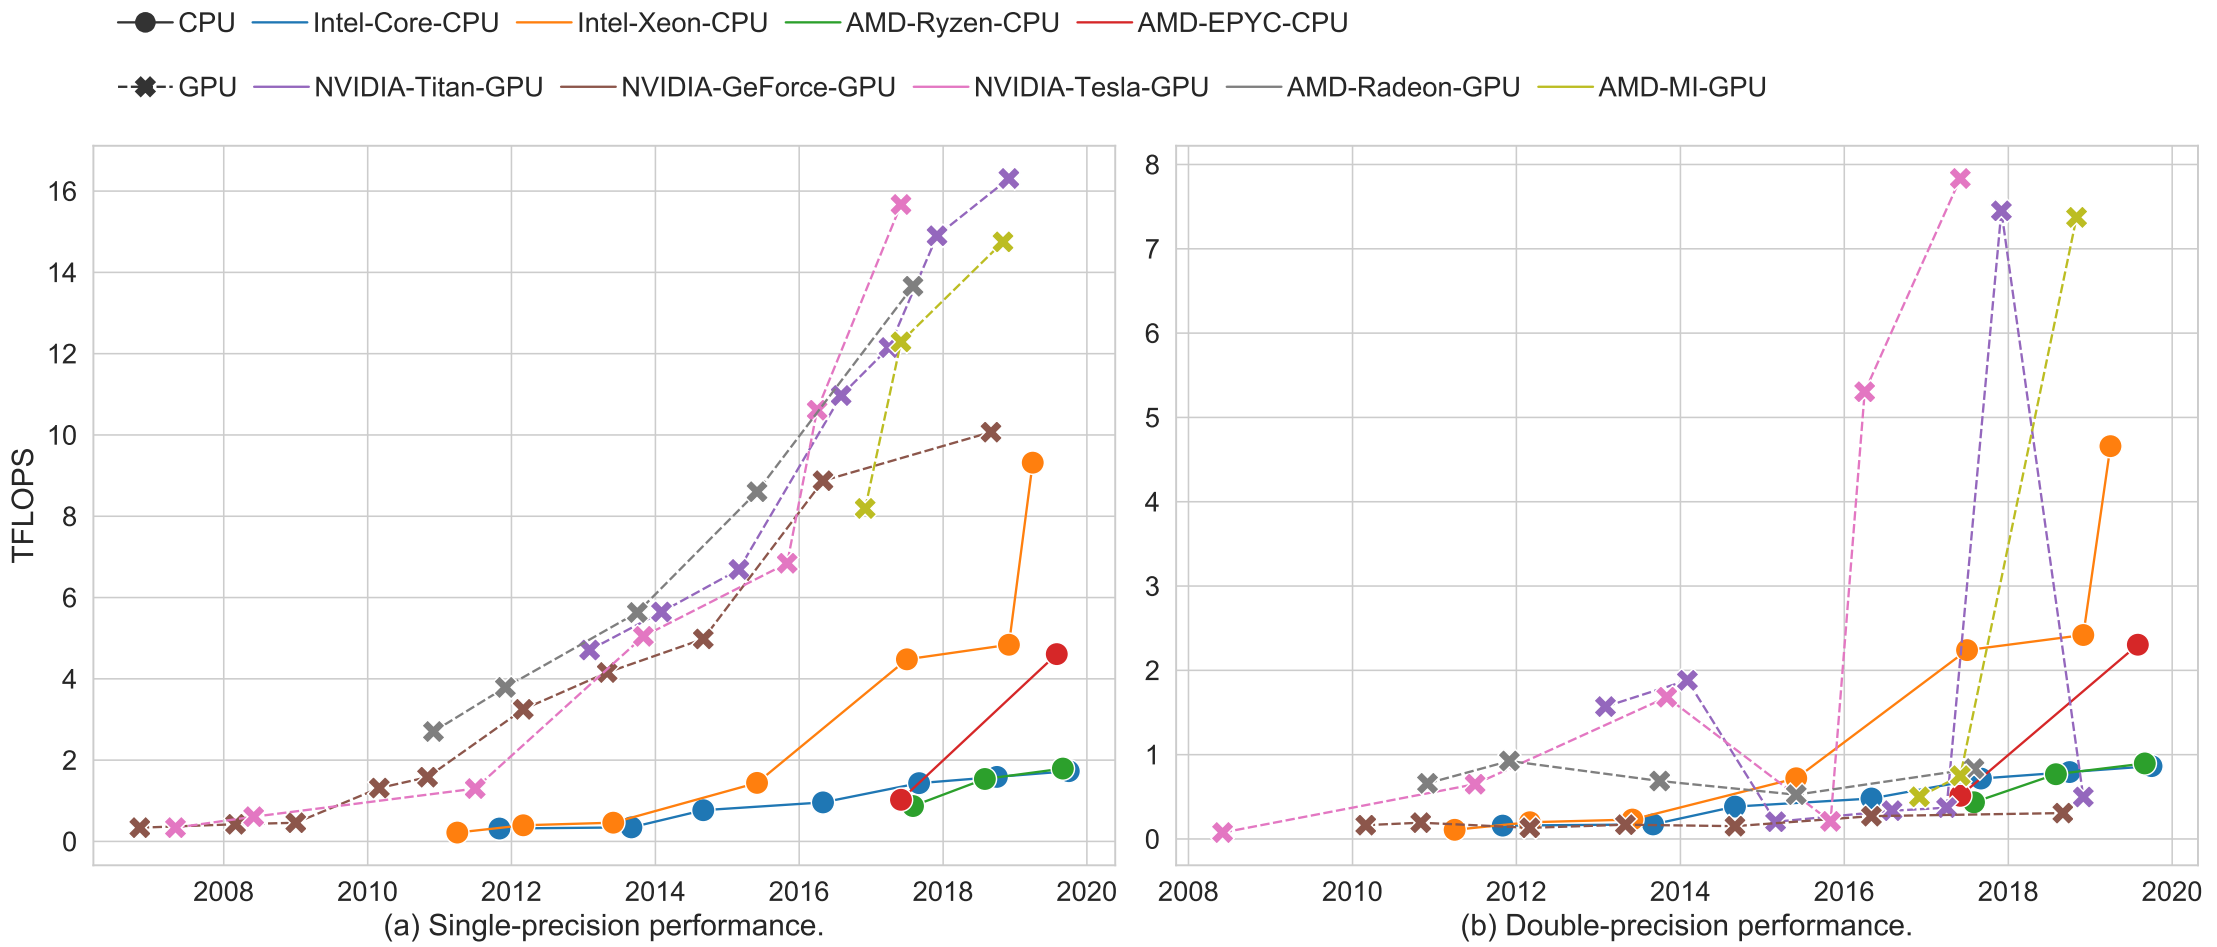 CPU Intel-Core-CPU Intel-Xeon-CPU AMD-Ryzen-CPU AMD-EPYC-CPU
GPU NVIDIA-Titan-GPU NVIDIA-GeForce-GPU NVIDIA-Tesla-GPU AMD-Radeon-GPU AMD-MI-GPU
TFLOPS
16
14
12
10
8
6
4
2
0
2008 2010 2012 2014 2016 2018 2020
(a) Single-precision performance.
8
7
6
5
4
3
2
1
0
2008 2010 2012 2014 2016 2018 2020
(b) Double-precision performance.